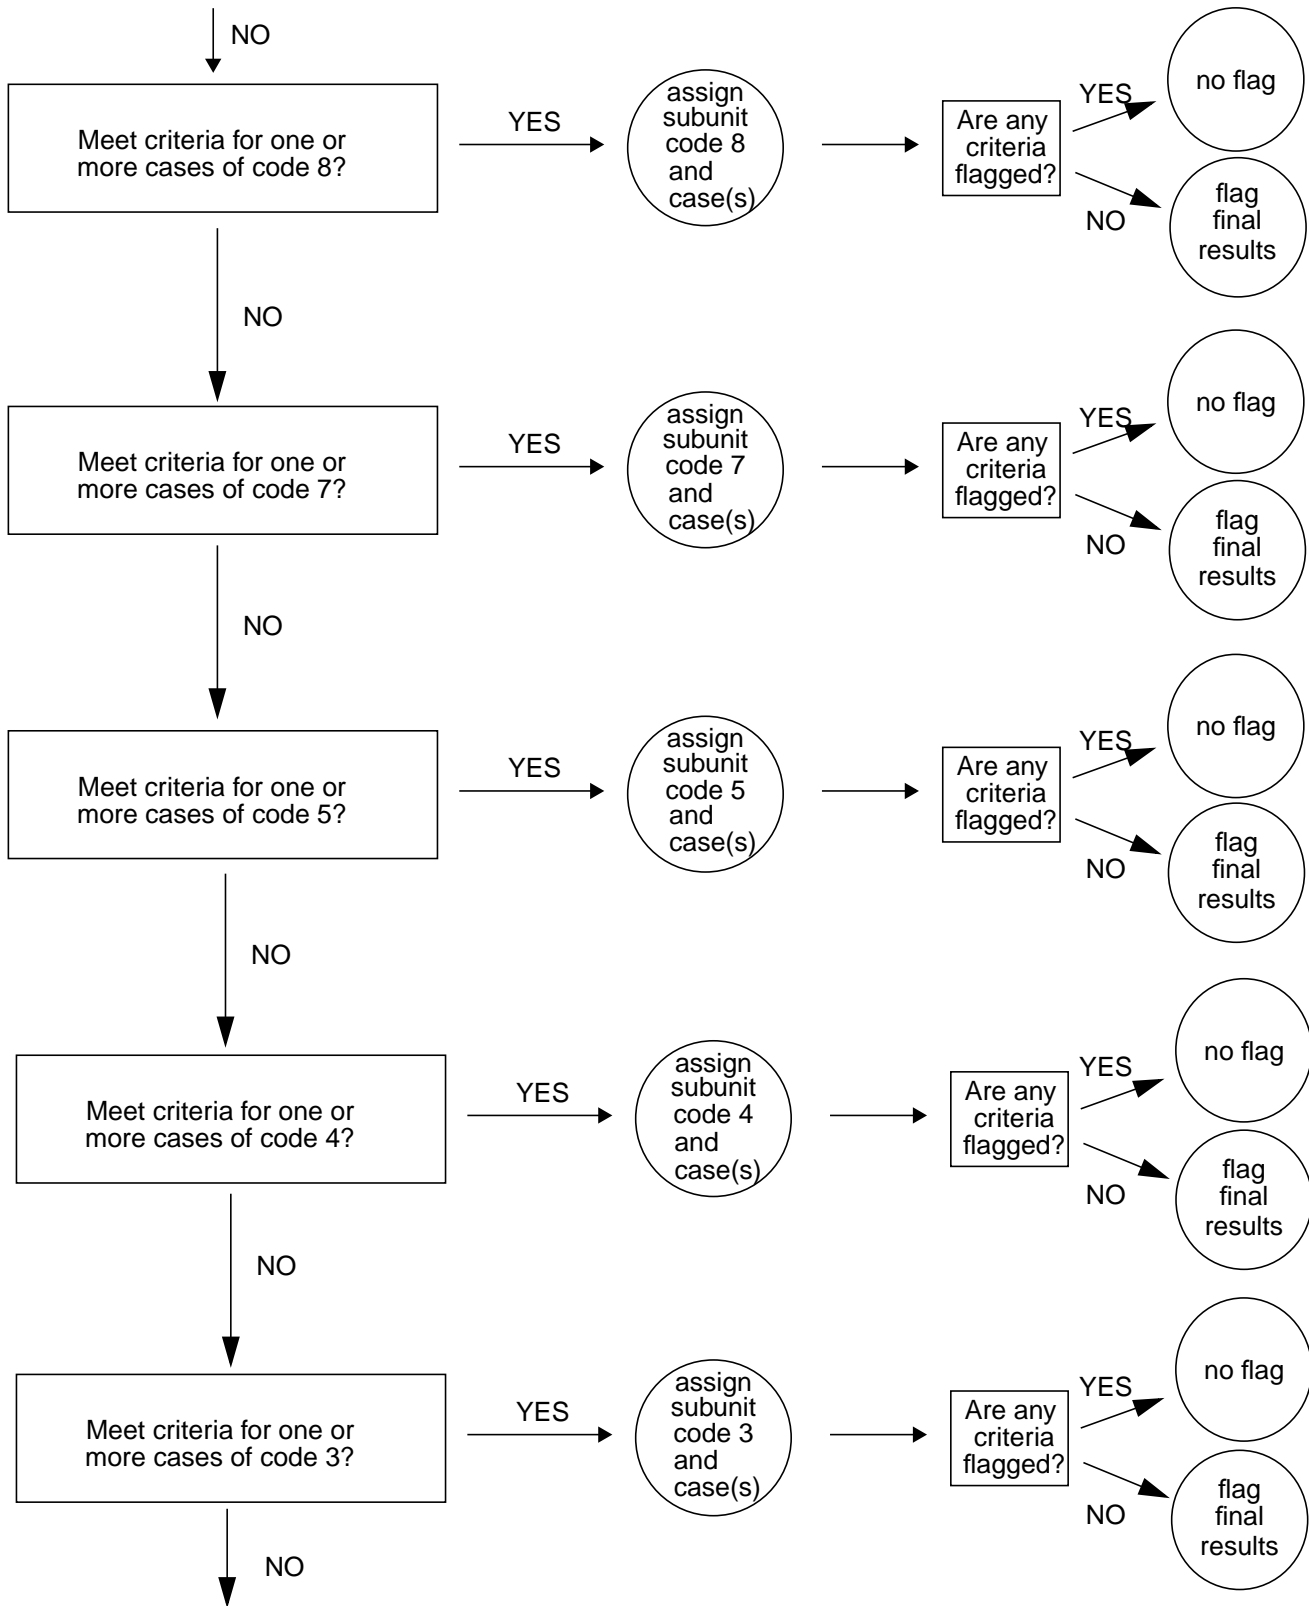 NO
Meet criteria for one or
more cases of code 8?
YES
assign
subunit
code 8
and
case(s)
Are any
criteria
flagged?
YES
no flag
NO
flag
final
results
NO
Meet criteria for one or
more cases of code 7?
YES
assign
subunit
code 7
and
case(s)
Are any
criteria
flagged?
YES
no flag
NO
flag
final
results
NO
Meet criteria for one or
more cases of code 5?
YES
assign
subunit
code 5
and
case(s)
Are any
criteria
flagged?
YES
no flag
NO
flag
final
results
NO
Meet criteria for one or
more cases of code 4?
YES
assign
subunit
code 4
and
case(s)
Are any
criteria
flagged?
YES
no flag
NO
flag
final
results
NO
Meet criteria for one or
more cases of code 3?
YES
assign
subunit
code 3
and
case(s)
Are any
criteria
flagged?
YES
no flag
NO
flag
final
results
NO